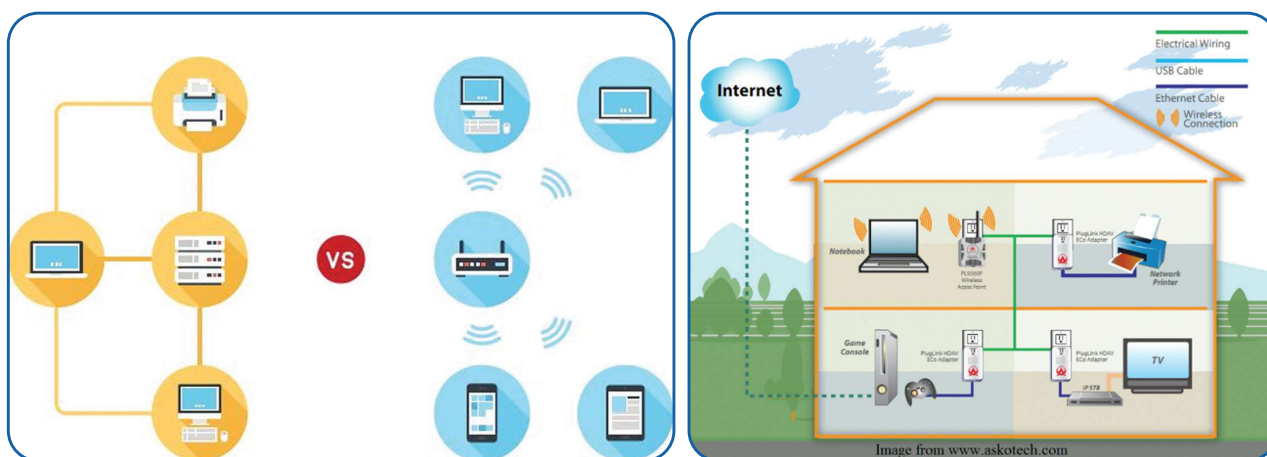 VS
Internet
Electrical Wiring
USB Cable
Ethernet Cable
Wireless
Connection
Notebook
PL9560P
Wireless
Access Point
PlugLink HDAV
ECo Adapter
Network
Printer
Game
Console
PlugLink HDAV
ECo Adapter
PlugLink HDAV
ECo Adapter
IP STB
TV
Image from www.askotech.com